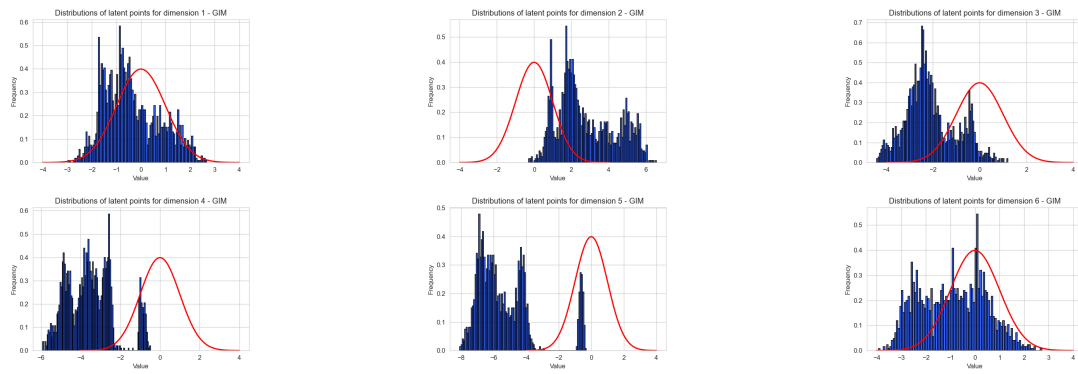 Distributions of latent points for dimension 1 - GIM
Frequency
0.6
0.5
0.4
0.3
0.2
0.1
0.0
−4 −3 −2 −1 0 1 2 3 4
Value
Distributions of latent points for dimension 2 - GIM
Frequency
0.5
0.4
0.3
0.2
0.1
0.0
−4 −2 0 2 4 6
Value
Distributions of latent points for dimension 3 - GIM
Frequency
0.7
0.6
0.5
0.4
0.3
0.2
0.1
0.0
−4 −2 0 2 4
Value
Distributions of latent points for dimension 4 - GIM
Frequency
0.6
0.5
0.4
0.3
0.2
0.1
0.0
−6 −4 −2 0 2 4
Value
Distributions of latent points for dimension 5 - GIM
Frequency
0.5
0.4
0.3
0.2
0.1
0.0
−8 −6 −4 −2 0 2 4
Value
Distributions of latent points for dimension 6 - GIM
Frequency
0.5
0.4
0.3
0.2
0.1
0.0
−4 −3 −2 −1 0 1 2 3 4
Value